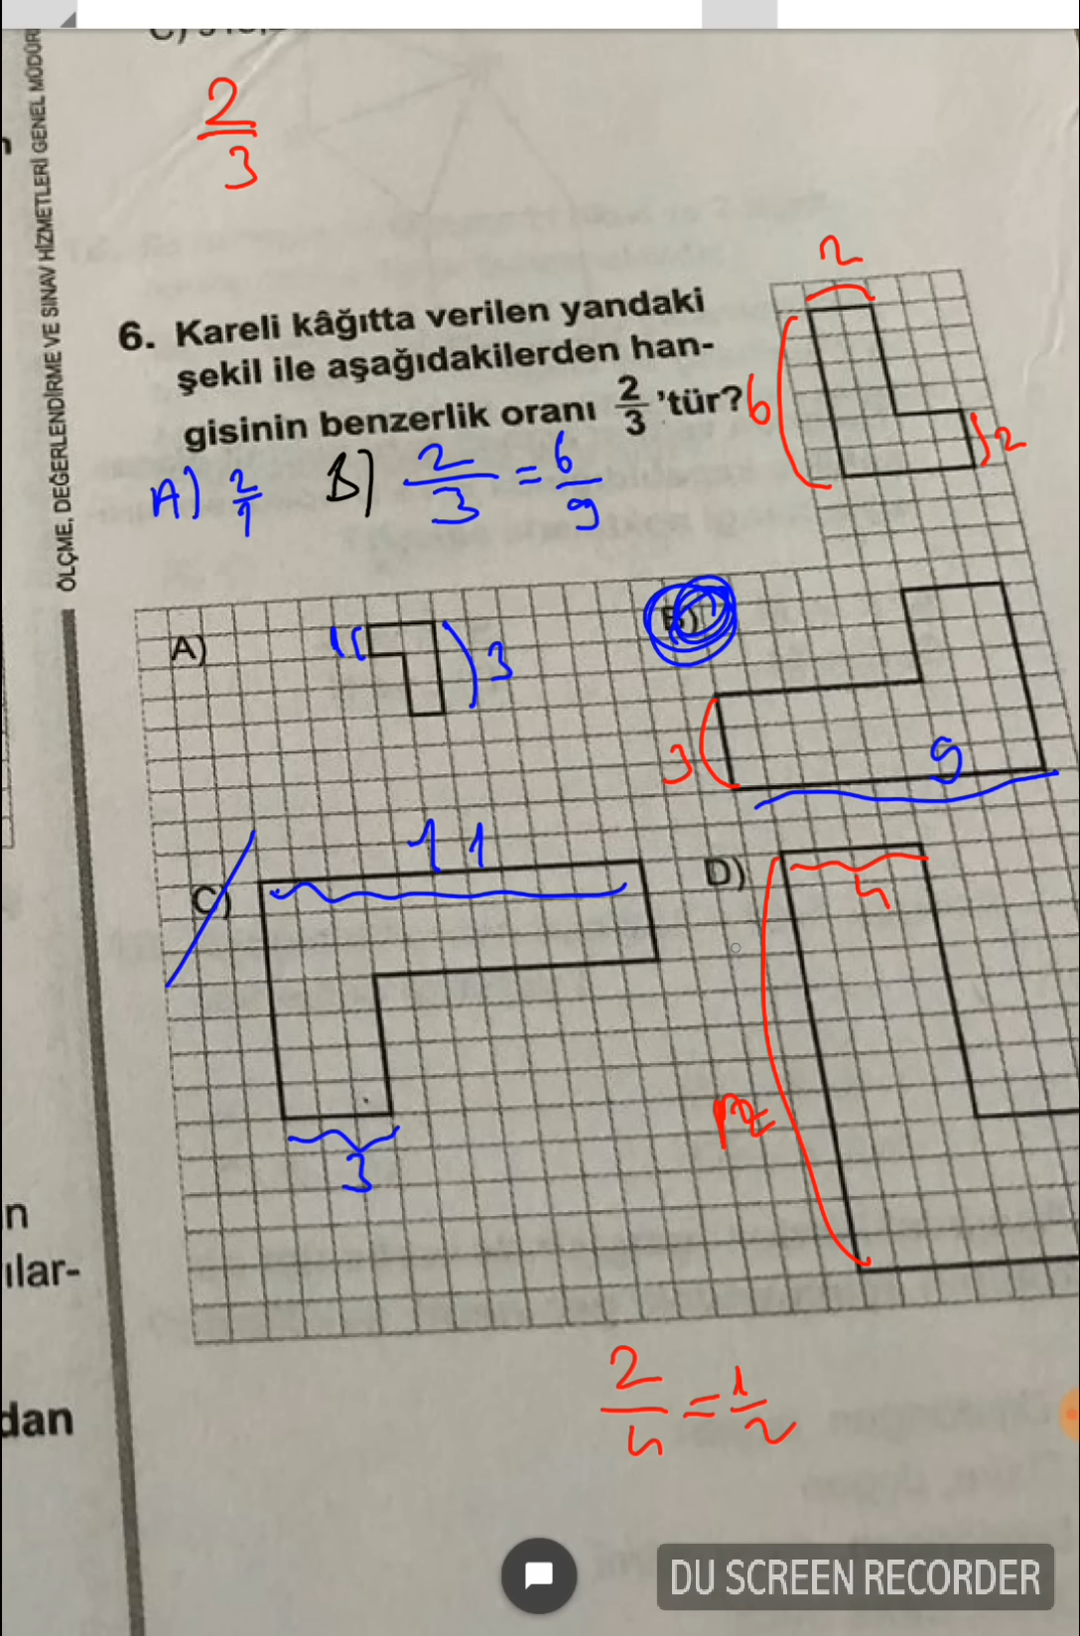 2
3
ÖLÇME, DEĞERLENDİRME VE SINAV HİZMETLERİ GENEL MÜDÜR
6. Kareli kâğıtta verilen yandaki
şekil ile aşağıdakilerden han-
gisinin benzerlik oranı 2/3 'tür?
2
6
2
A) 2/1 B) 2/3 = 6/9
A)
3
B)
3
9
11
C)
3
D)
4
n
ılar-
dan
2/4 = 1/2
DU SCREEN RECORDER